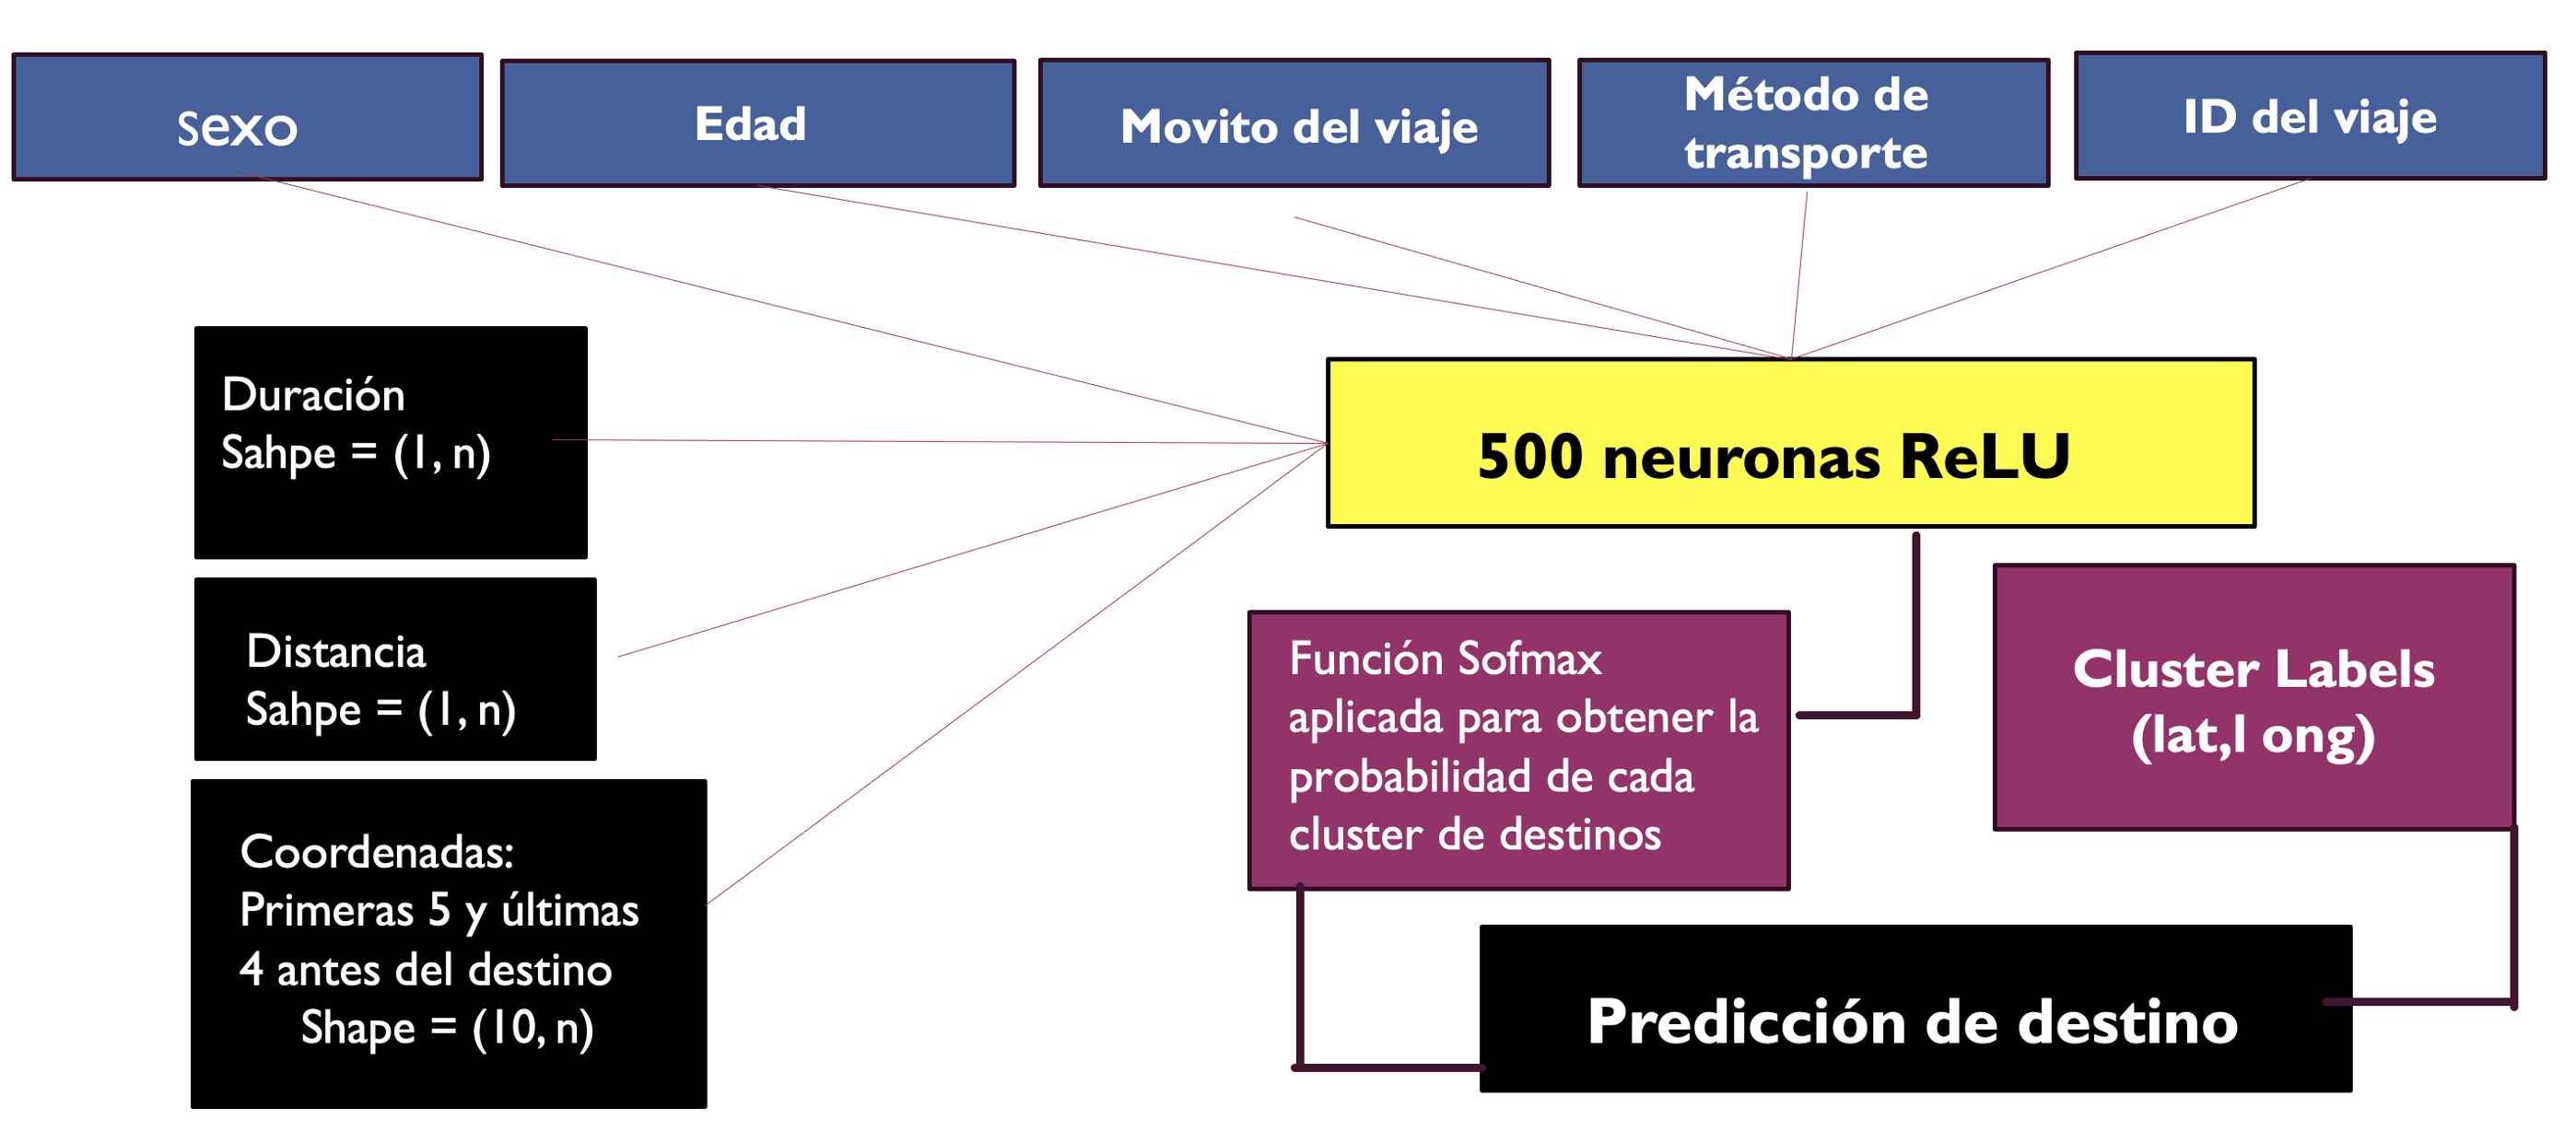 sexo
Edad
Movito del viaje
Método de
transporte
ID del viaje
Duración
Sahpe = (1, n)
500 neuronas ReLU
Distancia
Sahpe = (1, n)
Función Sofmax
aplicada para obtener la
probabilidad de cada
cluster de destinos
Cluster Labels
(lat,l ong)
Coordenadas:
Primeras 5 y últimas
4 antes del destino
Shape = (10, n)
Predicción de destino